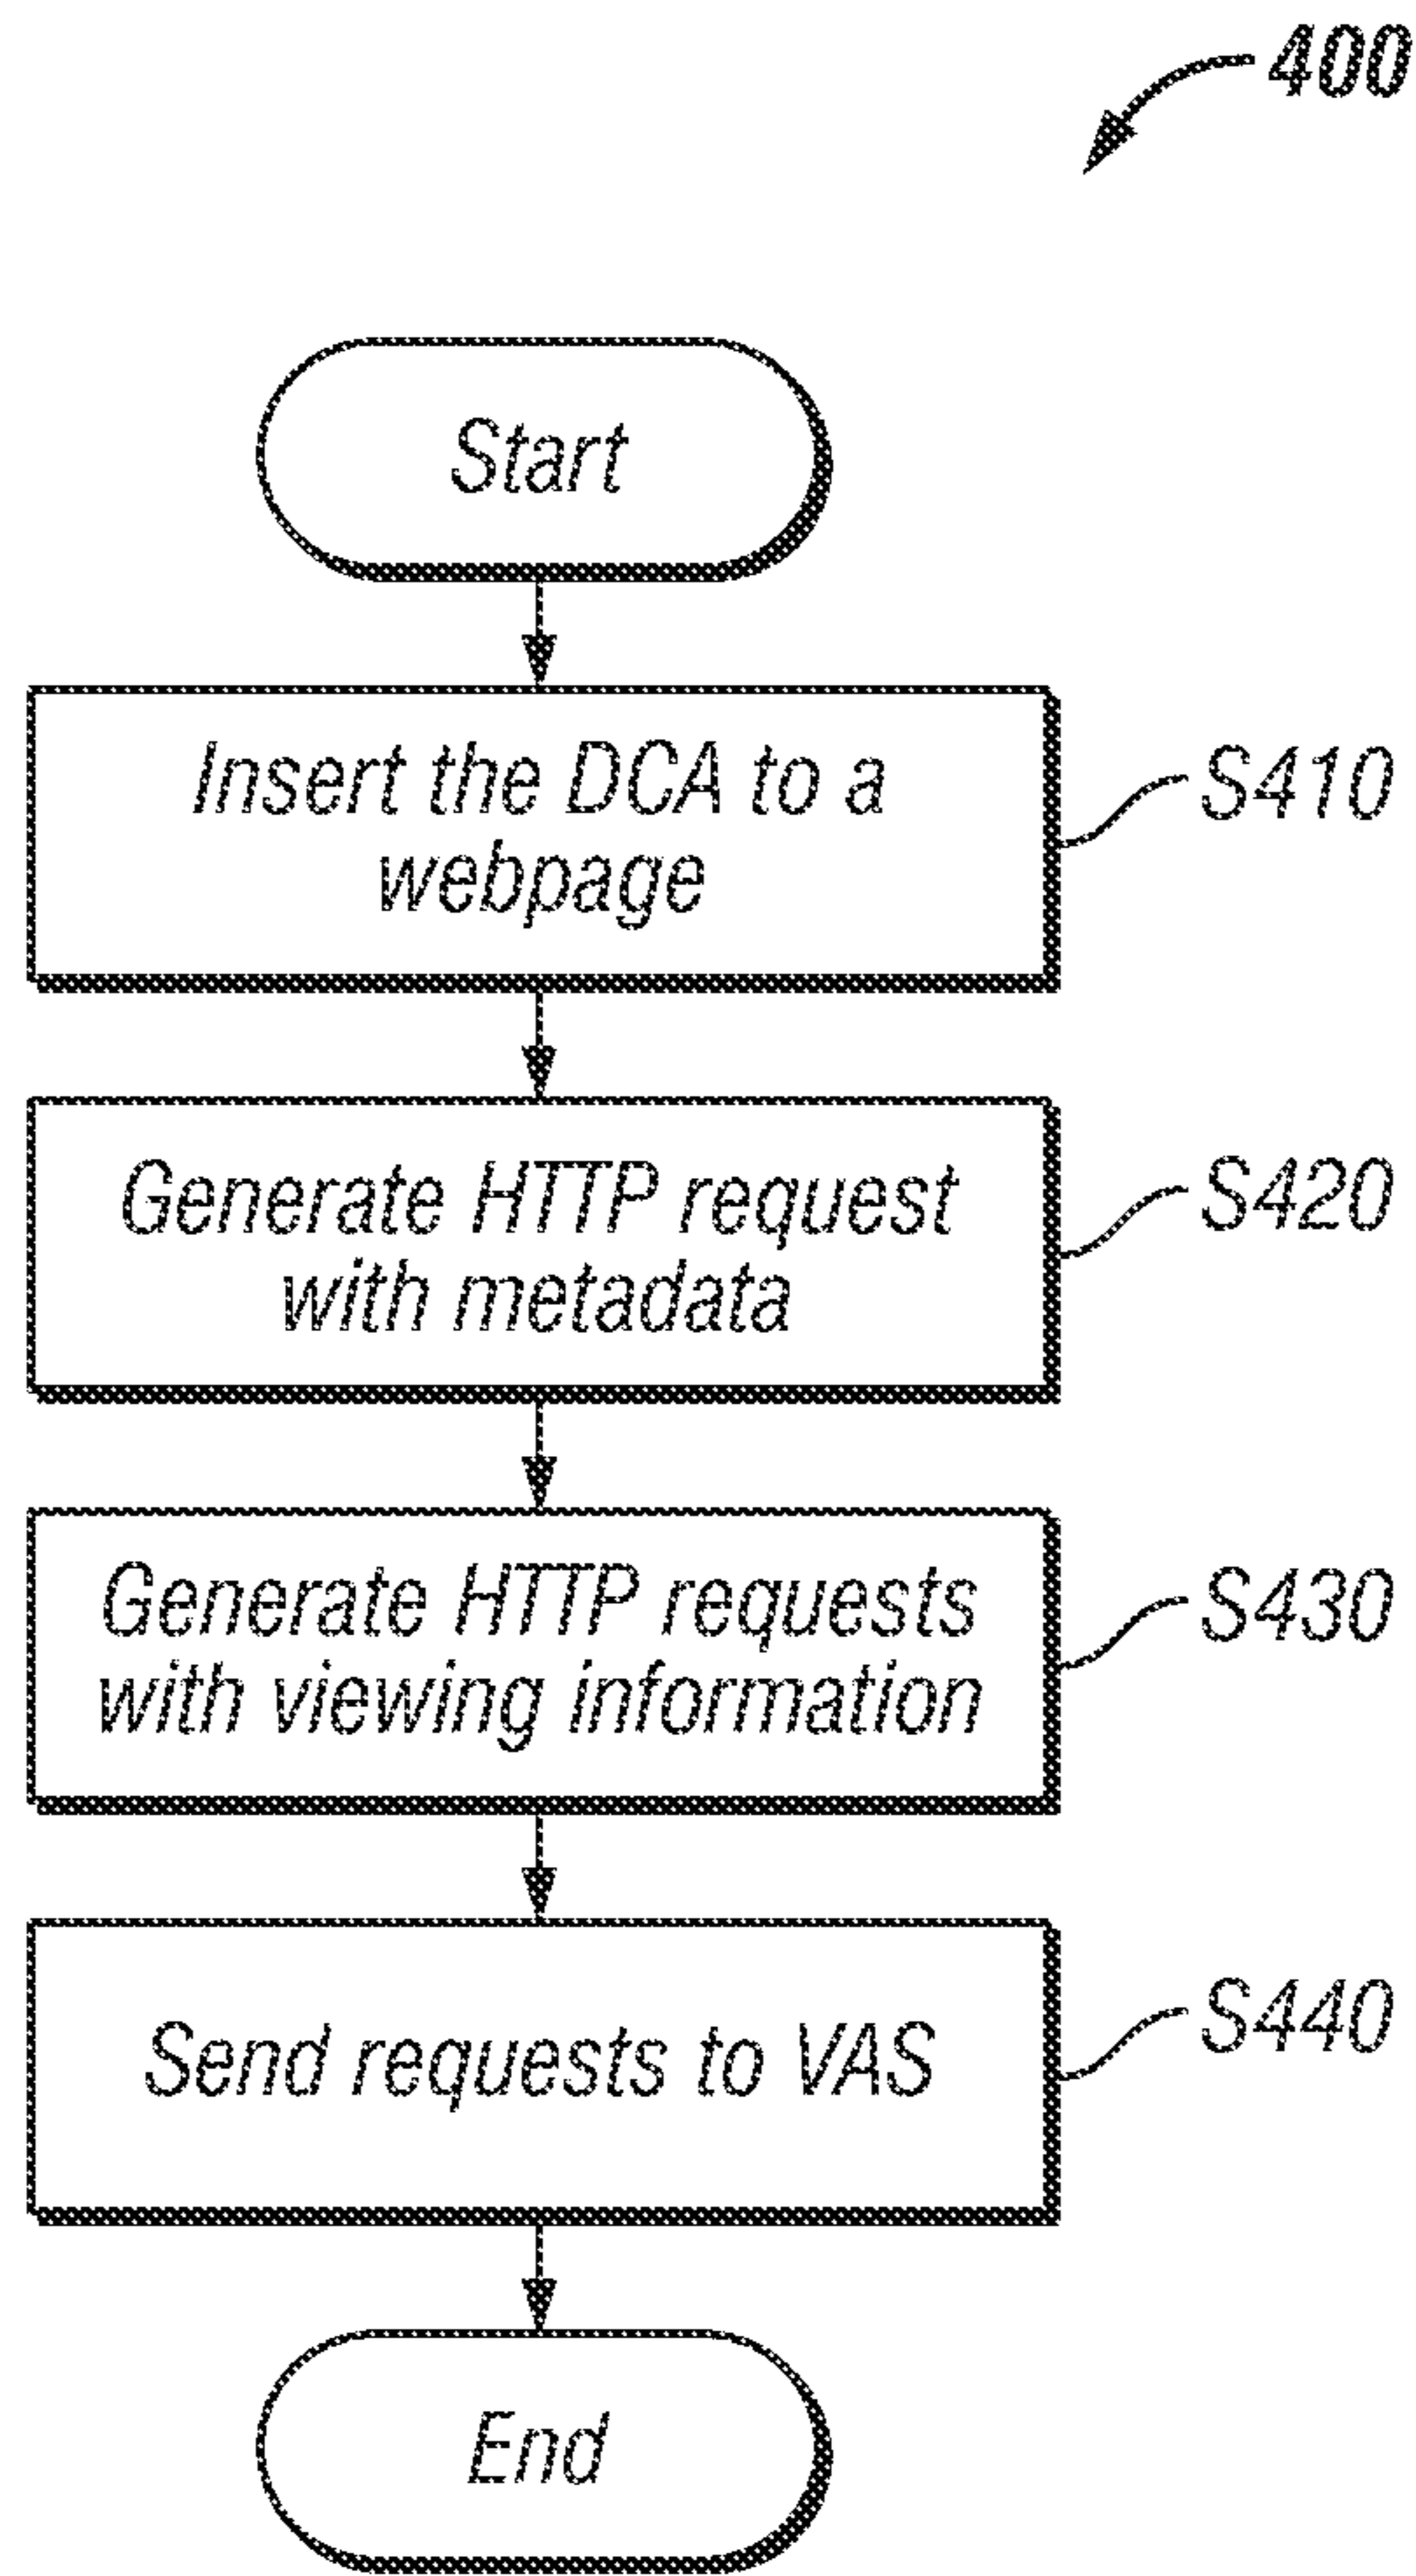 400
Start
Insert the DCA to a
webpage
S410
Generate HTTP request
with metadata
S420
Generate HTTP requests
with viewing information
S430
Send requests to VAS
S440
End